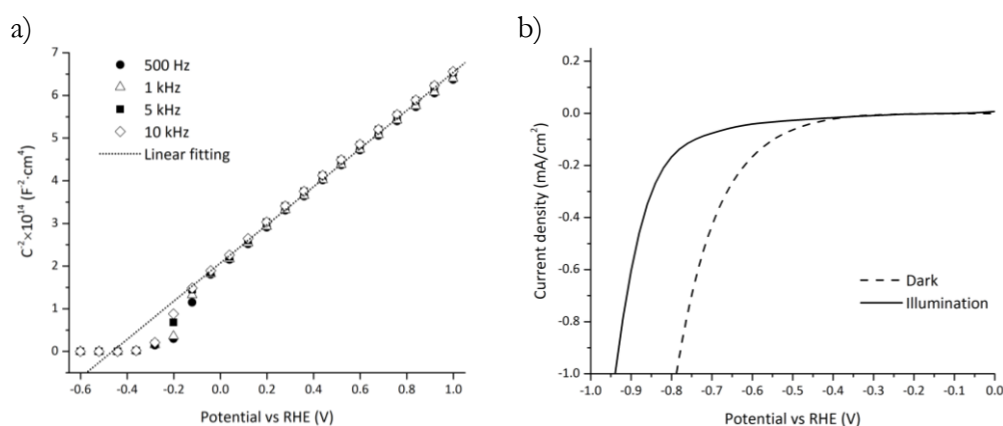 a)
7
6
5
4
3
2
1
0
C⁻²×10¹⁴ (F⁻²·cm⁴)
500 Hz
1 kHz
5 kHz
10 kHz
Linear fitting
-0.6 -0.4 -0.2 0.0 0.2 0.4 0.6 0.8 1.0
Potential vs RHE (V)
b)
0.2
0.0
-0.2
-0.4
-0.6
-0.8
-1.0
Current density (mA/cm²)
Dark
Illumination
-1.0 -0.9 -0.8 -0.7 -0.6 -0.5 -0.4 -0.3 -0.2 -0.1 0.0
Potential vs RHE (V)